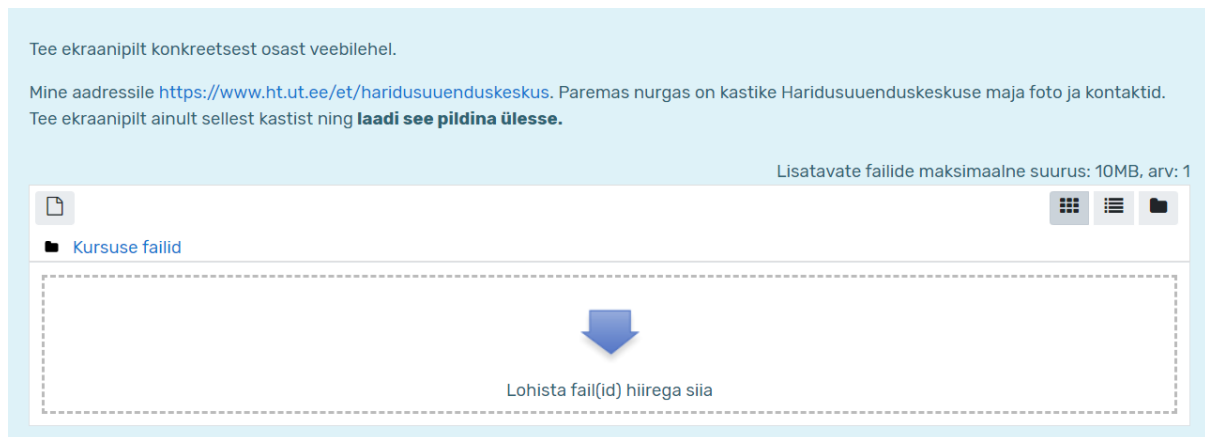 Tee ekraanipilt konkreetsest osast veebilehel.
Mine aadressile https://www.ht.ut.ee/et/haridusuuenduskeskus. Paremas nurgas on kastike Haridusuuenduskeskuse maja foto ja kontaktid.
Tee ekraanipilt ainult sellest kastist ning laadi see pildina ülesse.
Lisatavate failide maksimaalne suurus: 10MB, arv: 1
Kursuse failid
Lohista fail(id) hiirega siia